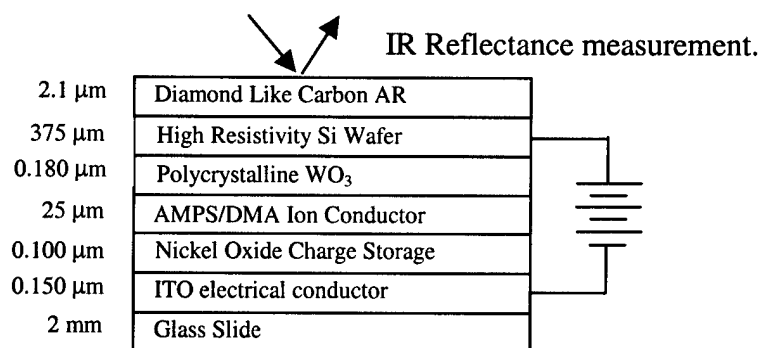 IR Reflectance measurement.
2.1 μm Diamond Like Carbon AR
375 μm High Resistivity Si Wafer
0.180 μm Polycrystalline WO₃
25 μm AMPS/DMA Ion Conductor
0.100 μm Nickel Oxide Charge Storage
0.150 μm ITO electrical conductor
2 mm Glass Slide